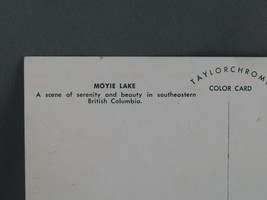 MOYIE LAKE
A scene of serenity and beauty in southeastern
British Columbia.
TAYLORCHROME
COLOR CARD